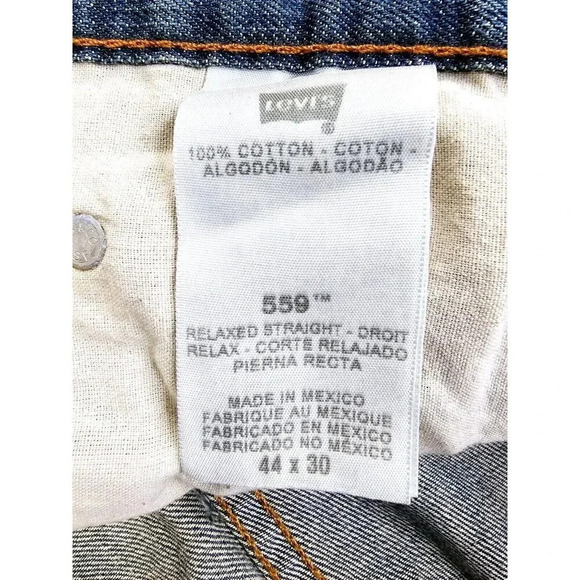 Levi's
®
100% COTTON - COTON -
ALGODÓN - ALGODÃO
559™
RELAXED STRAIGHT - DROIT
RELAX - CORTE RELAJADO
PIERNA RECTA
MADE IN MEXICO
FABRIQUE AU MEXIQUE
FABRICADO EN MEXICO
FABRICADO NO MÉXICO
44 x 30